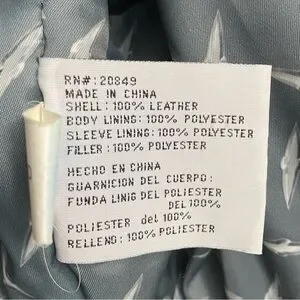 RN#: 20849
MADE IN CHINA
SHELL: 100% LEATHER
BODY LINING: 100% POLYESTER
SLEEVE LINING: 100% POLYESTER
FILLER: 100% POLYESTER
HECHO EN CHINA
GUARNICION DEL CUERPO:
FUNDA LINIG DEL POLIESTER
DEL 100%
POLIESTER del 100%
RELLENO: 100% POLIESTER